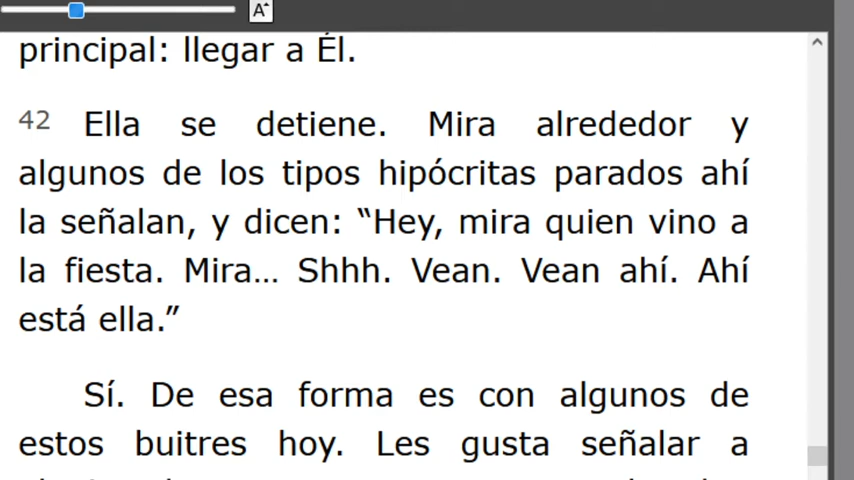 A
principal: llegar a Él.
42 Ella se detiene. Mira alrededor y
algunos de los tipos hipócritas parados ahí
la señalan, y dicen: “Hey, mira quien vino a
la fiesta. Mira… Shhh. Vean. Vean ahí. Ahí
está ella.”
Sí. De esa forma es con algunos de
estos buitres hoy. Les gusta señalar a